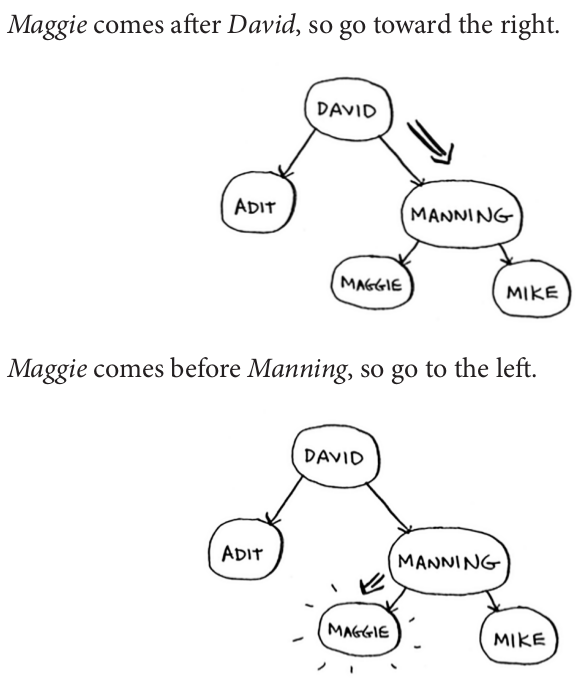 Maggie comes after David, so go toward the right.
DAVID
ADIT
MANNING
MAGGIE
MIKE
Maggie comes before Manning, so go to the left.
DAVID
ADIT
MANNING
MAGGIE
MIKE